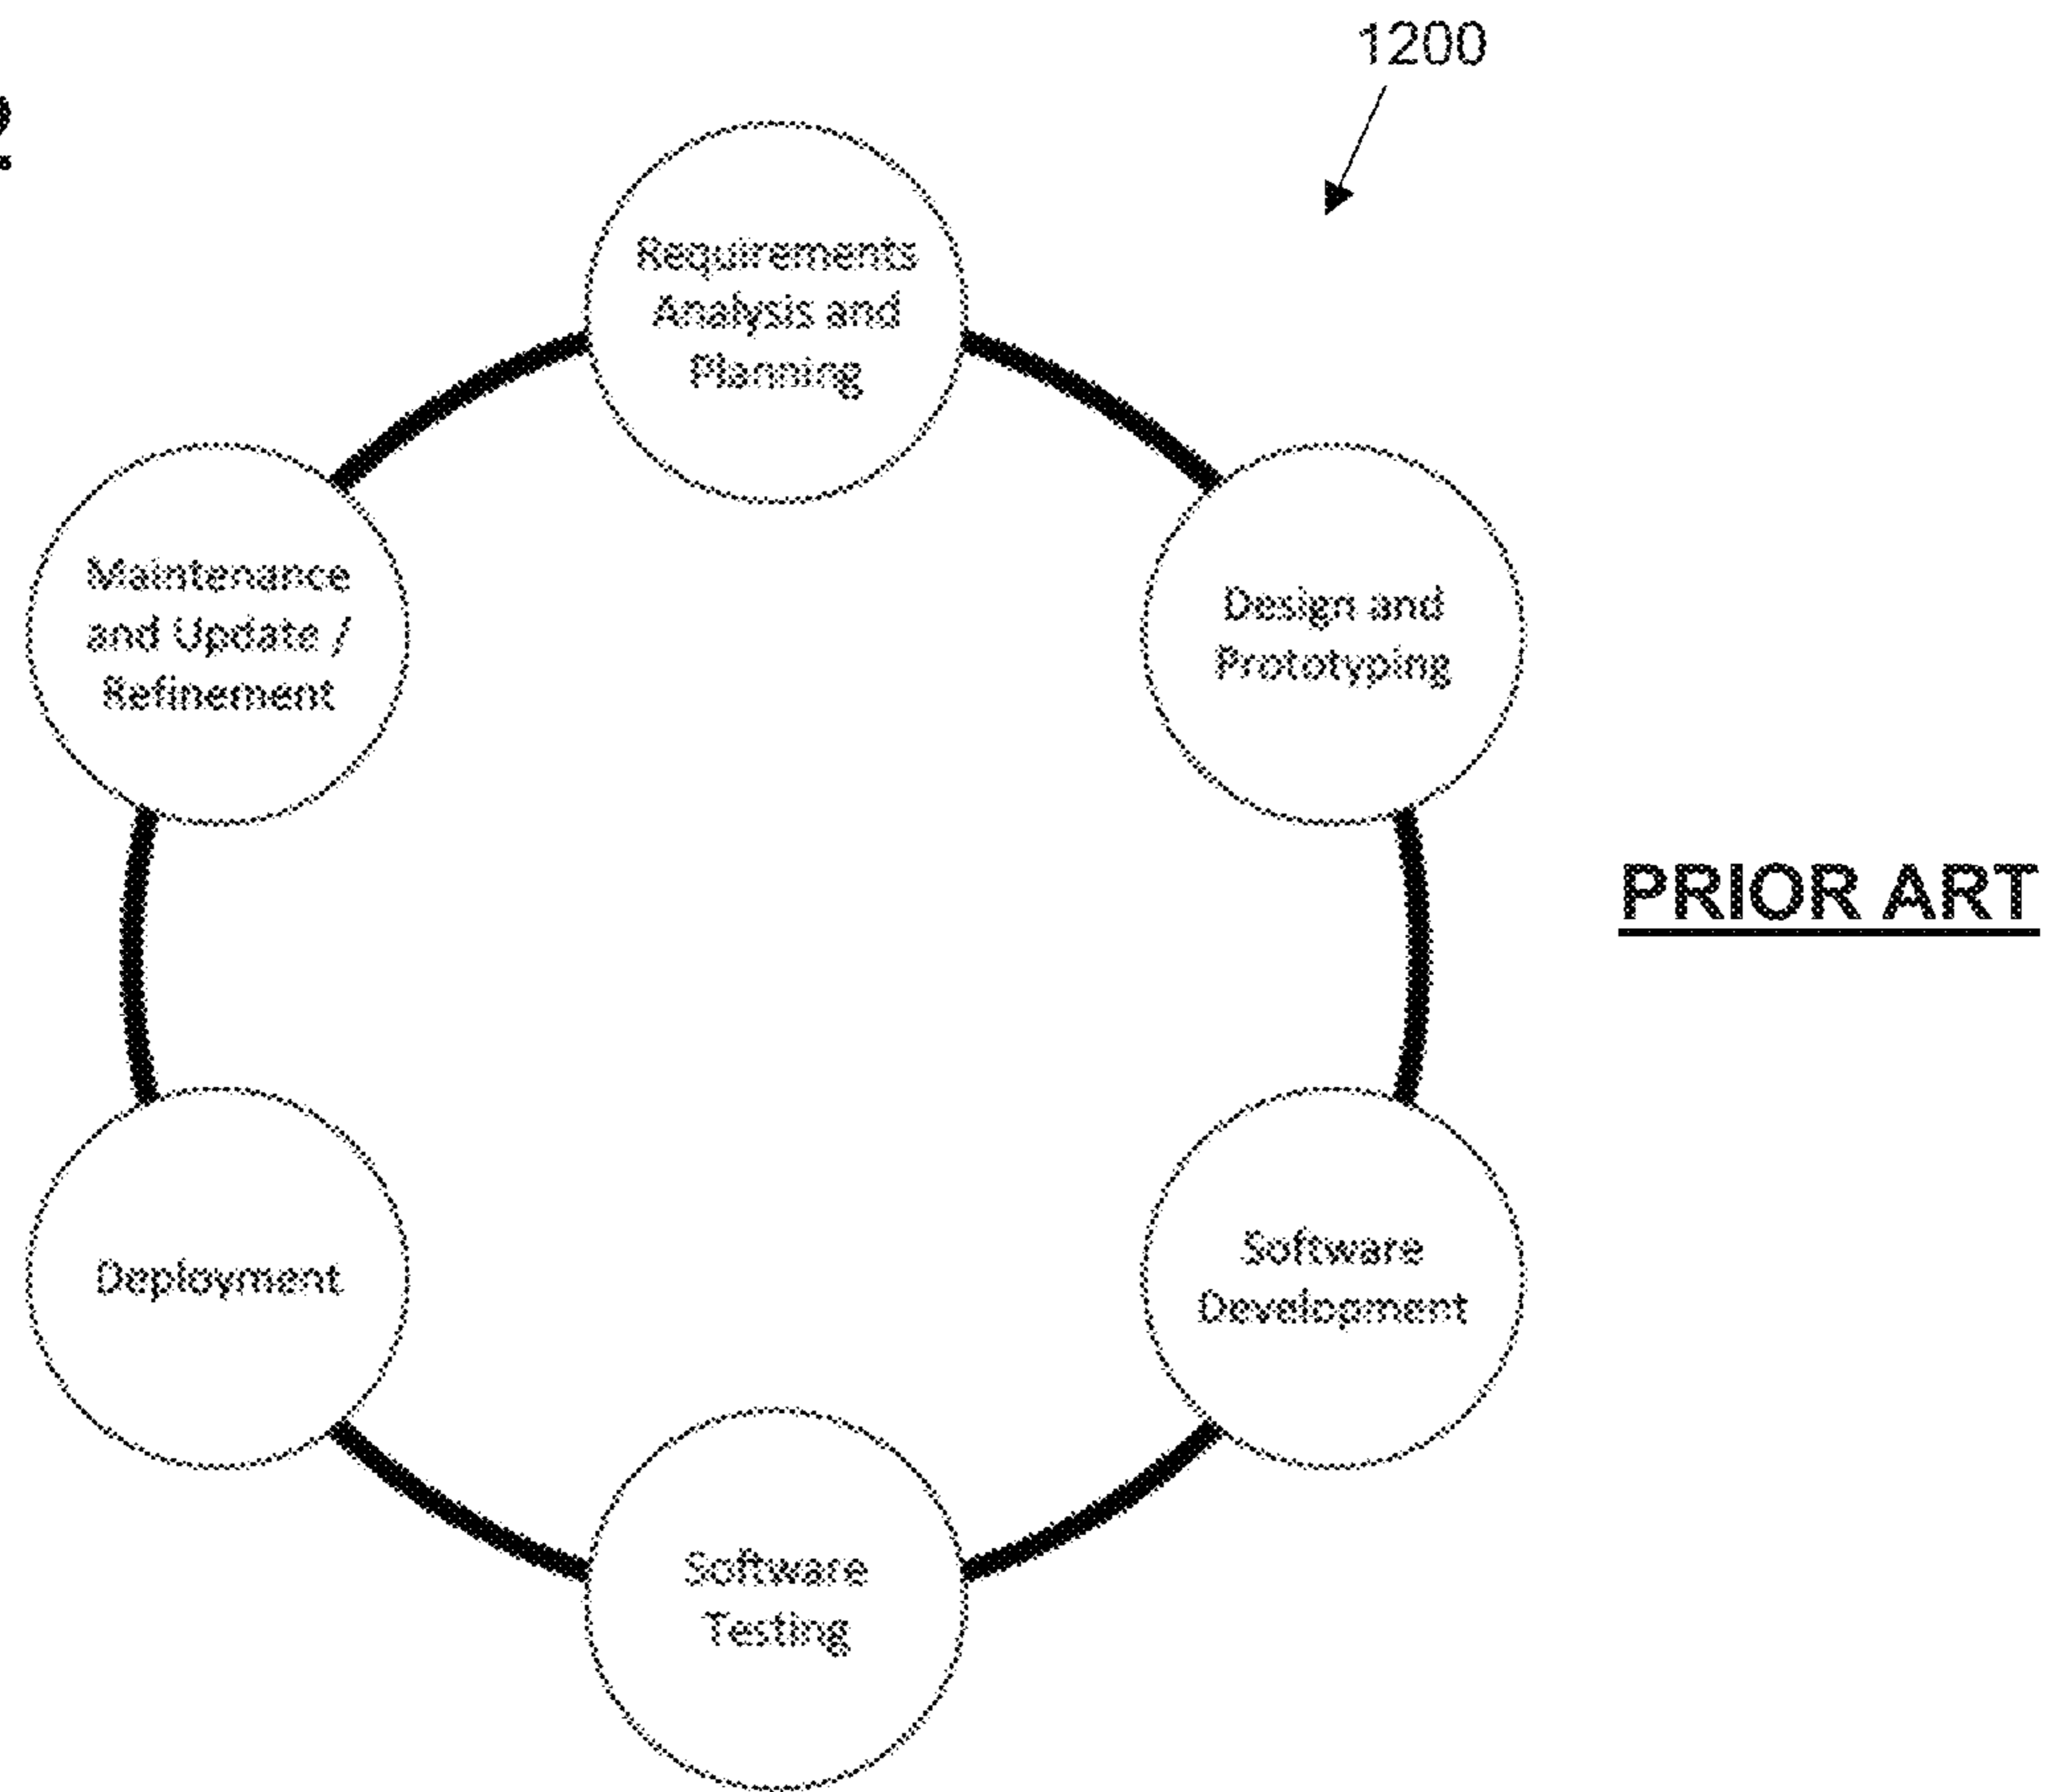 1200
Requirements
Analysis and
Planning
Maintenance
and Update /
Refinement
Design and
Prototyping
PRIOR ART
Deployment
Software
Development
Software
Testing